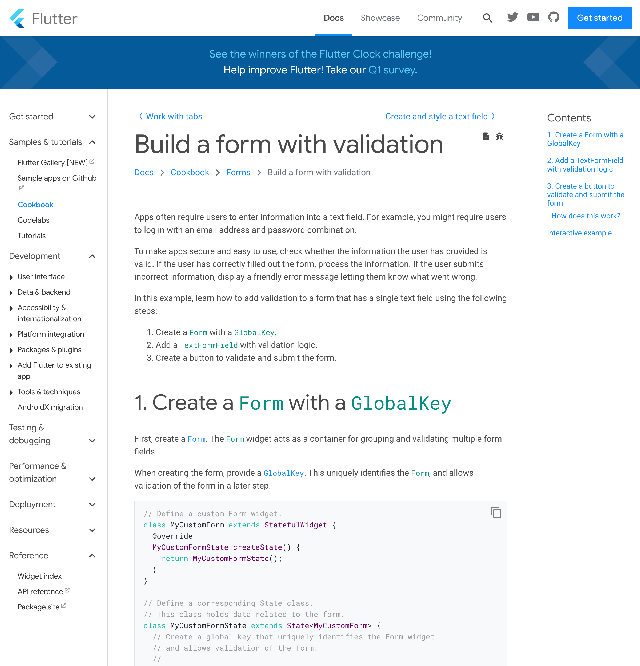 Flutter
Docs
Showcase
Community
Get started
See the winners of the Flutter Clock challenge!
Help improve Flutter! Take our Q1 survey.
Get started
Samples & tutorials
Flutter Gallery [NEW]
Sample apps on Github
Cookbook
Codelabs
Tutorials
Development
User interface
Data & backend
Accessibility &
internationalization
Platform integration
Packages & plugins
Add Flutter to existing
app
Tools & techniques
AndroidX migration
Testing &
debugging
Performance &
optimization
Deployment
Resources
Reference
Widget index
API reference
Package site
Work with tabs
Create and style a text field
Build a form with validation
Docs > Cookbook > Forms > Build a form with validation
Apps often require users to enter information into a text field. For example, you might require users
to log in with an email address and password combination.
To make apps secure and easy to use, check whether the information the user has provided is
valid. If the user has correctly filled out the form, process the information. If the user submits
incorrect information, display a friendly error message letting them know what went wrong.
In this example, learn how to add validation to a form that has a single text field using the following
steps:
1. Create a Form with a GlobalKey.
2. Add a TextFormField with validation logic.
3. Create a button to validate and submit the form.
1. Create a Form with a GlobalKey
First, create a Form. The Form widget acts as a container for grouping and validating multiple form
fields.
When creating the form, provide a GlobalKey. This uniquely identifies the Form, and allows
validation of the form in a later step.
// Define a custom Form widget.
class MyCustomForm extends StatefulWidget {
@override
MyCustomFormState createState() {
return MyCustomFormState();
}
}
// Define a corresponding State class.
// This class holds data related to the form.
class MyCustomFormState extends State<MyCustomForm> {
// Create a global key that uniquely identifies the Form widget
// and allows validation of the form.
//
Contents
1. Create a Form with a
GlobalKey
2. Add a TextFormField
with validation logic
3. Create a button to
validate and submit the
form
How does this work?
Interactive example